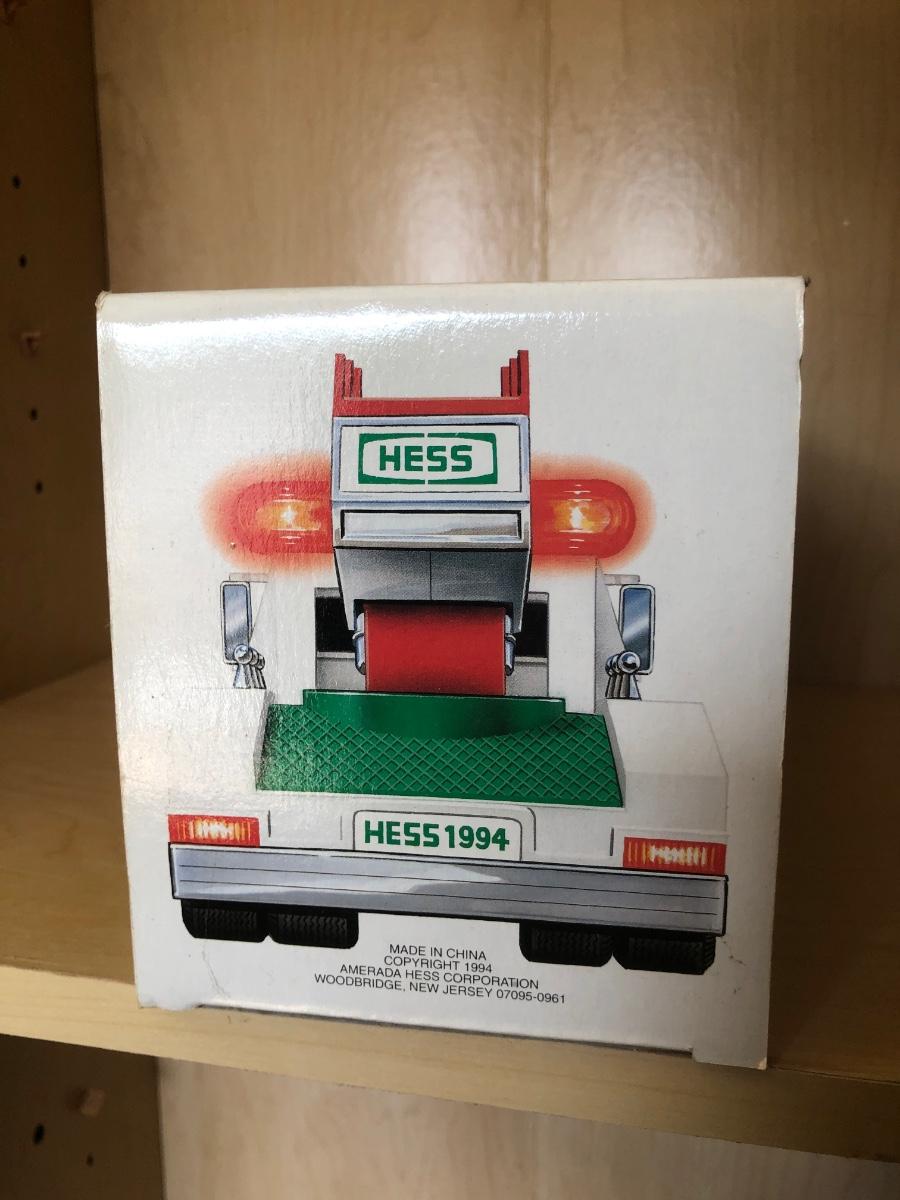 HESS
HESS 1994
MADE IN CHINA
COPYRIGHT 1994
AMERADA HESS CORPORATION
WOODBRIDGE, NEW JERSEY 07095-0961